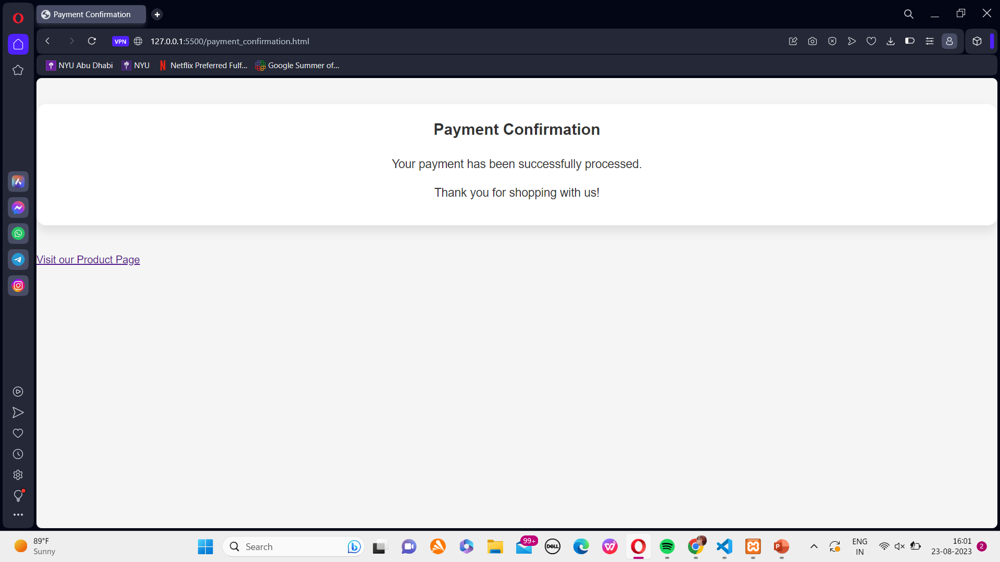 Payment Confirmation
VPN 127.0.0.1:5500/payment_confirmation.html
NYU Abu Dhabi NYU Netflix Preferred Fulf... Google Summer of...
Payment Confirmation
Your payment has been successfully processed.
Thank you for shopping with us!
Visit our Product Page
89°F
Sunny
Search
99+
DELL
ENG
IN
16:01
23-08-2023
2